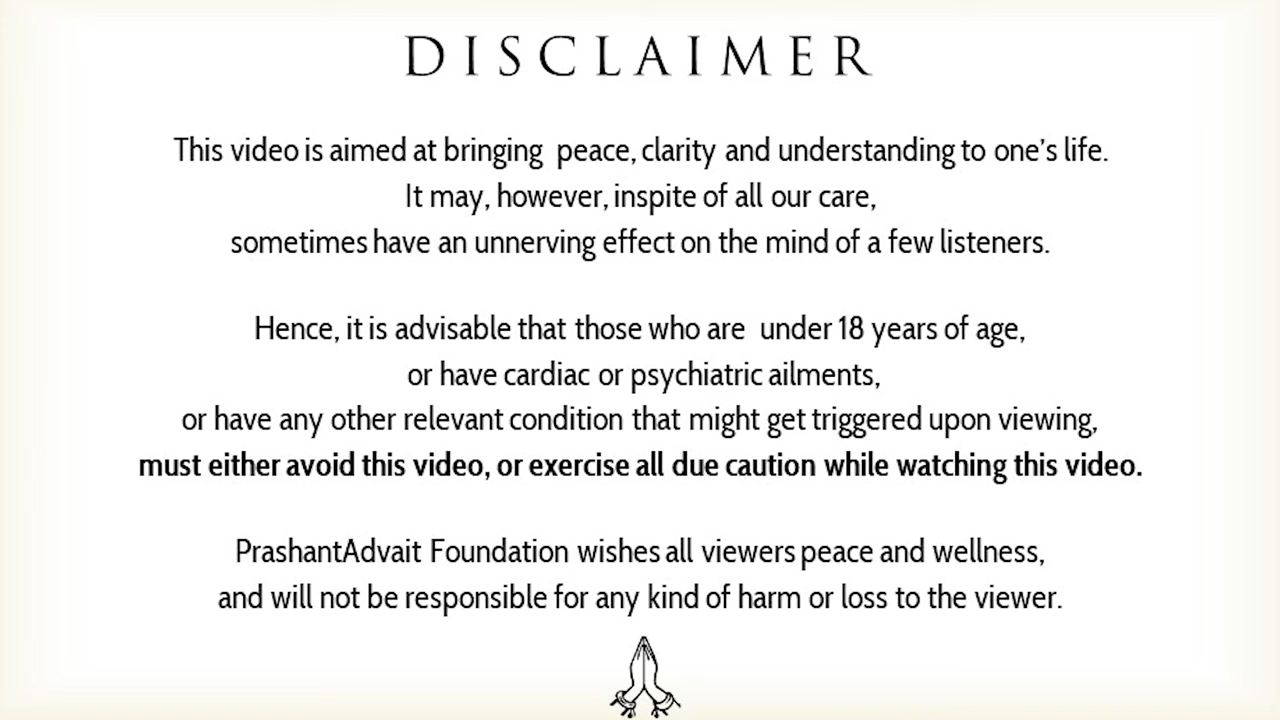 DISCLAIMER
This video is aimed at bringing peace, clarity and understanding to one's life.
It may, however, inspite of all our care,
sometimes have an unnerving effect on the mind of a few listeners.
Hence, it is advisable that those who are under 18 years of age,
or have cardiac or psychiatric ailments,
or have any other relevant condition that might get triggered upon viewing,
must either avoid this video, or exercise all due caution while watching this video.
PrashantAdvait Foundation wishes all viewers peace and wellness,
and will not be responsible for any kind of harm or loss to the viewer.